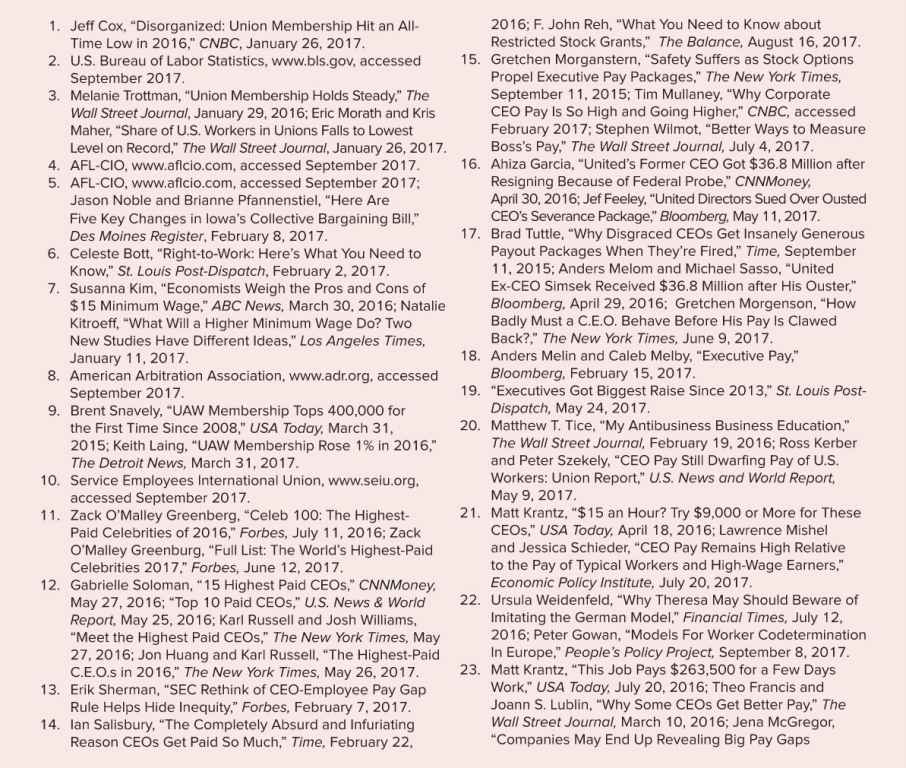 1. Jeff Cox, “Disorganized: Union Membership Hit an All-
Time Low in 2016,” CNBC, January 26, 2017.
2. U.S. Bureau of Labor Statistics, www.bls.gov, accessed
September 2017.
3. Melanie Trottman, “Union Membership Holds Steady,” The
Wall Street Journal, January 29, 2016; Eric Morath and Kris
Maher, “Share of U.S. Workers in Unions Falls to Lowest
Level on Record,” The Wall Street Journal, January 26, 2017.
4. AFL-CIO, www.aflcio.com, accessed September 2017.
5. AFL-CIO, www.aflcio.com, accessed September 2017;
Jason Noble and Brianne Pfannenstiel, “Here Are
Five Key Changes in Iowa’s Collective Bargaining Bill,”
Des Moines Register, February 8, 2017.
6. Celeste Bott, “Right-to-Work: Here’s What You Need to
Know,” St. Louis Post-Dispatch, February 2, 2017.
7. Susanna Kim, “Economists Weigh the Pros and Cons of
$15 Minimum Wage,” ABC News, March 30, 2016; Natalie
Kitroeff, “What Will a Higher Minimum Wage Do? Two
New Studies Have Different Ideas,” Los Angeles Times,
January 11, 2017.
8. American Arbitration Association, www.adr.org, accessed
September 2017.
9. Brent Snavely, “UAW Membership Tops 400,000 for
the First Time Since 2008,” USA Today, March 31,
2015; Keith Laing, “UAW Membership Rose 1% in 2016,”
The Detroit News, March 31, 2017.
10. Service Employees International Union, www.seiu.org,
accessed September 2017.
11. Zack O’Malley Greenberg, “Celeb 100: The Highest-
Paid Celebrities of 2016,” Forbes, July 11, 2016; Zack
O’Malley Greenburg, “Full List: The World’s Highest-Paid
Celebrities 2017,” Forbes, June 12, 2017.
12. Gabrielle Soloman, “15 Highest Paid CEOs,” CNNMoney,
May 27, 2016; “Top 10 Paid CEOs,” U.S. News & World
Report, May 25, 2016; Karl Russell and Josh Williams,
“Meet the Highest Paid CEOs,” The New York Times, May
27, 2016; Jon Huang and Karl Russell, “The Highest-Paid
C.E.O.s in 2016,” The New York Times, May 26, 2017.
13. Erik Sherman, “SEC Rethink of CEO-Employee Pay Gap
Rule Helps Hide Inequity,” Forbes, February 7, 2017.
14. Ian Salisbury, “The Completely Absurd and Infuriating
Reason CEOs Get Paid So Much,” Time, February 22,
2016; F. John Reh, “What You Need to Know about
Restricted Stock Grants,” The Balance, August 16, 2017.
15. Gretchen Morganstern, “Safety Suffers as Stock Options
Propel Executive Pay Packages,” The New York Times,
September 11, 2015; Tim Mullaney, “Why Corporate
CEO Pay Is So High and Going Higher,” CNBC, accessed
February 2017; Stephen Wilmot, “Better Ways to Measure
Boss’s Pay,” The Wall Street Journal, July 4, 2017.
16. Ahiza Garcia, “United’s Former CEO Got $36.8 Million after
Resigning Because of Federal Probe,” CNNMoney,
April 30, 2016; Jef Feeley, “United Directors Sued Over Ousted
CEO’s Severance Package,” Bloomberg, May 11, 2017.
17. Brad Tuttle, “Why Disgraced CEOs Get Insanely Generous
Payout Packages When They’re Fired,” Time, September
11, 2015; Anders Melom and Michael Sasso, “United
Ex-CEO Simsek Received $36.8 Million after His Ouster,”
Bloomberg, April 29, 2016; Gretchen Morgenson, “How
Badly Must a C.E.O. Behave Before His Pay Is Clawed
Back?,” The New York Times, June 9, 2017.
18. Anders Melin and Caleb Melby, “Executive Pay,”
Bloomberg, February 15, 2017.
19. “Executives Got Biggest Raise Since 2013,” St. Louis Post-
Dispatch, May 24, 2017.
20. Matthew T. Tice, “My Antibusiness Business Education,”
The Wall Street Journal, February 19, 2016; Ross Kerber
and Peter Szekely, “CEO Pay Still Dwarfing Pay of U.S.
Workers: Union Report,” U.S. News and World Report,
May 9, 2017.
21. Matt Krantz, “$15 an Hour? Try $9,000 or More for These
CEOs,” USA Today, April 18, 2016; Lawrence Mishel
and Jessica Schieder, “CEO Pay Remains High Relative
to the Pay of Typical Workers and High-Wage Earners,”
Economic Policy Institute, July 20, 2017.
22. Ursula Weidenfeld, “Why Theresa May Should Beware of
Imitating the German Model,” Financial Times, July 12,
2016; Peter Gowan, “Models For Worker Codetermination
In Europe,” People’s Policy Project, September 8, 2017.
23. Matt Krantz, “This Job Pays $263,500 for a Few Days
Work,” USA Today, July 20, 2016; Theo Francis and
Joann S. Lublin, “Why Some CEOs Get Better Pay,” The
Wall Street Journal, March 10, 2016; Jena McGregor,
“Companies May End Up Revealing Big Pay Gaps